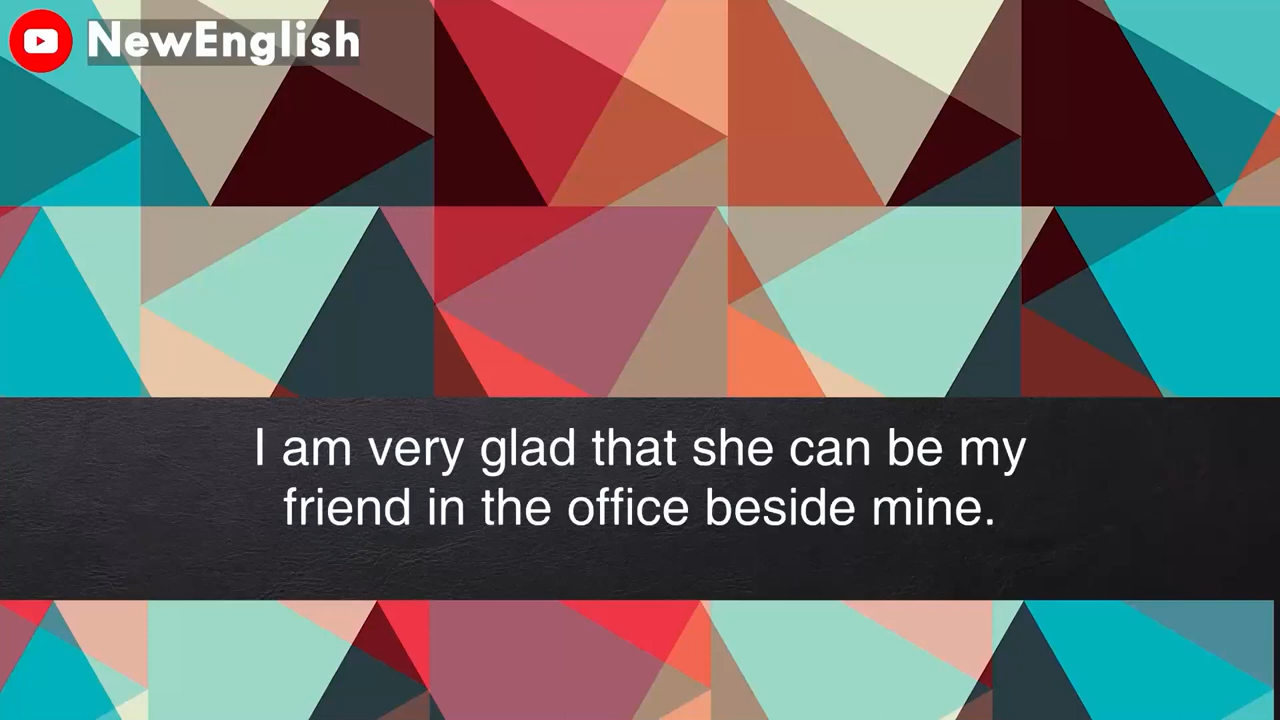 NewEnglish
I am very glad that she can be my
friend in the office beside mine.